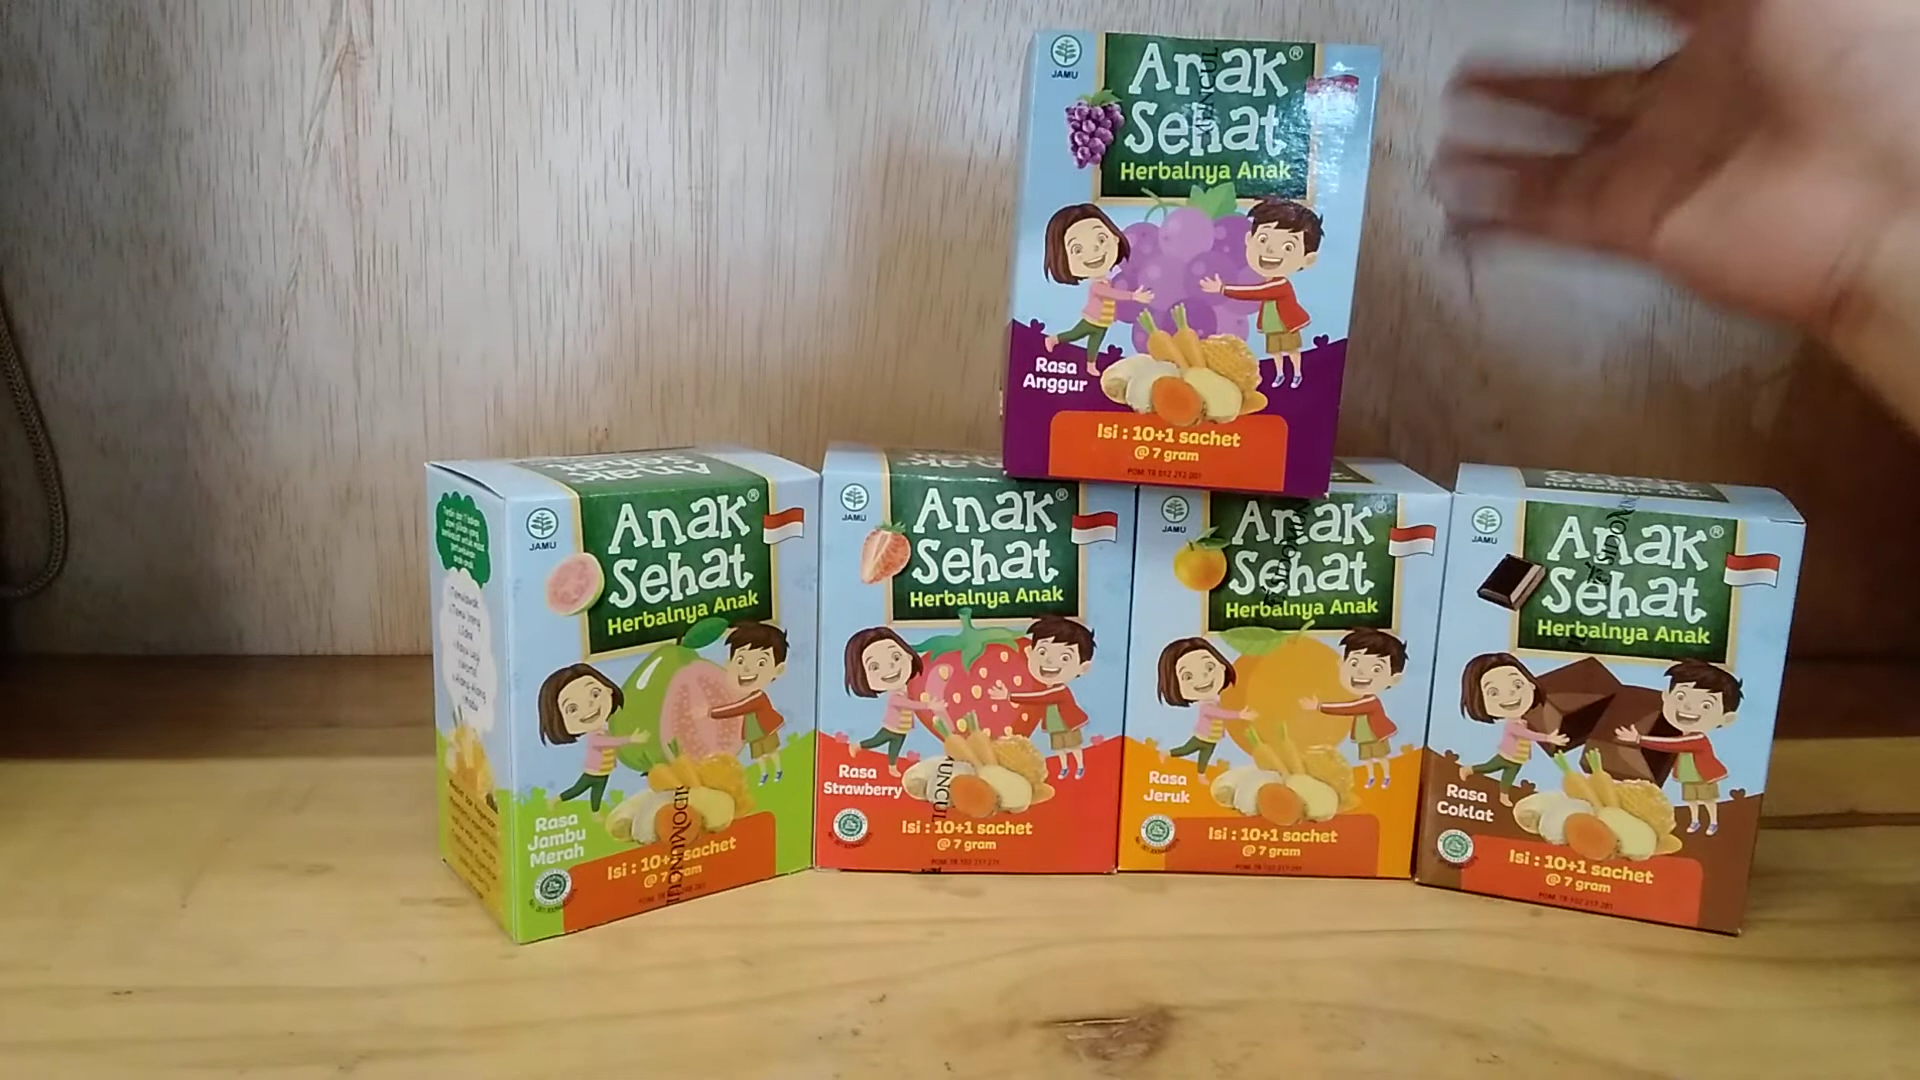 JAMU
Anak®
Sehat
Herbalnya Anak
Rasa
Anggur
Isi : 10+1 sachet
@ 7 gram
JAMU
Anak®
Sehat
Herbalnya Anak
Rasa
Jambu
Merah
Isi : 10+1 sachet
@ 7 gram
SIDOMUNCUL
JAMU
Anak®
Sehat
Herbalnya Anak
Rasa
Strawberry
Isi : 10+1 sachet
@ 7 gram
JAMU
Anak®
Sehat
Herbalnya Anak
Rasa
Jeruk
Isi : 10+1 sachet
@ 7 gram
JAMU
Anak®
Sehat
Herbalnya Anak
Rasa
Coklat
Isi : 10+1 sachet
@ 7 gram